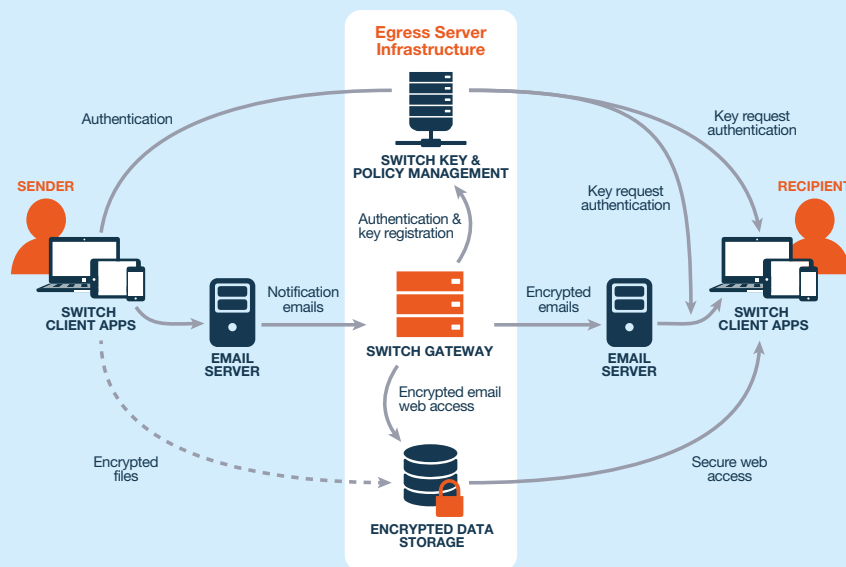 Egress Server
Infrastructure
Authentication
Key request
authentication
SWITCH KEY &
POLICY MANAGEMENT
SENDER
RECIPIENT
Key request
authentication
Authentication &
key registration
Notification
emails
Encrypted
emails
SWITCH
CLIENT APPS
SWITCH
CLIENT APPS
EMAIL
SERVER
SWITCH GATEWAY
EMAIL
SERVER
Encrypted email
web access
Encrypted
files
Secure web
access
ENCRYPTED DATA
STORAGE